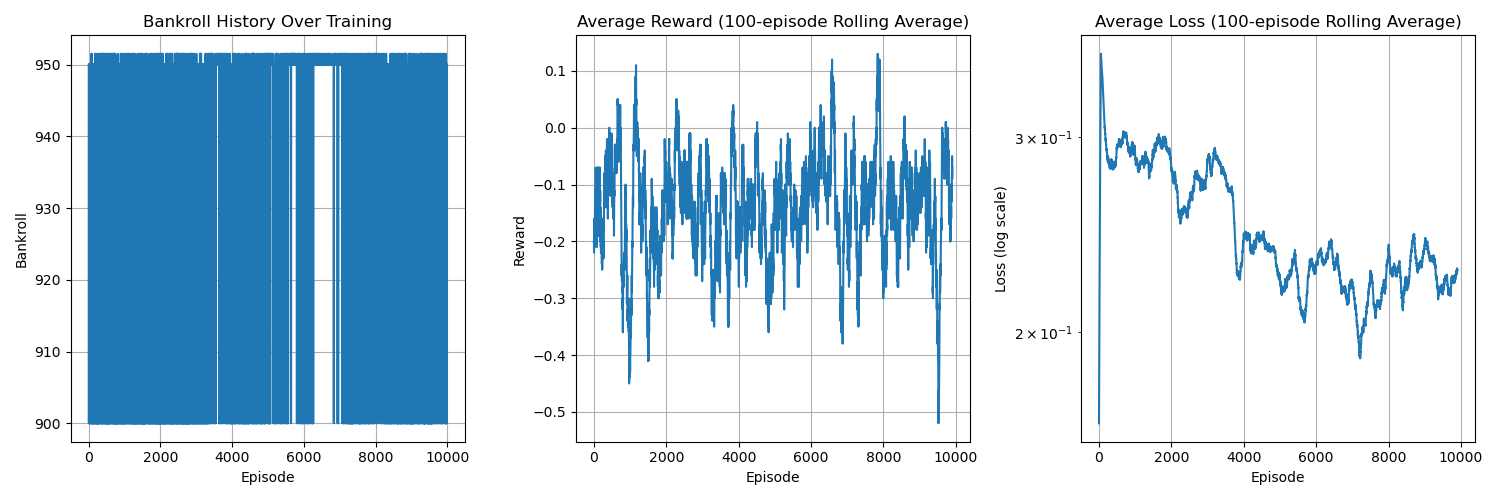 Bankroll History Over Training
950
940
930
920
910
900
Bankroll
0
2000
4000
6000
8000
10000
Episode
Average Reward (100-episode Rolling Average)
0.1
0.0
−0.1
−0.2
−0.3
−0.4
−0.5
Reward
0
2000
4000
6000
8000
10000
Episode
Average Loss (100-episode Rolling Average)
3 × 10⁻¹
2 × 10⁻¹
Loss (log scale)
0
2000
4000
6000
8000
10000
Episode